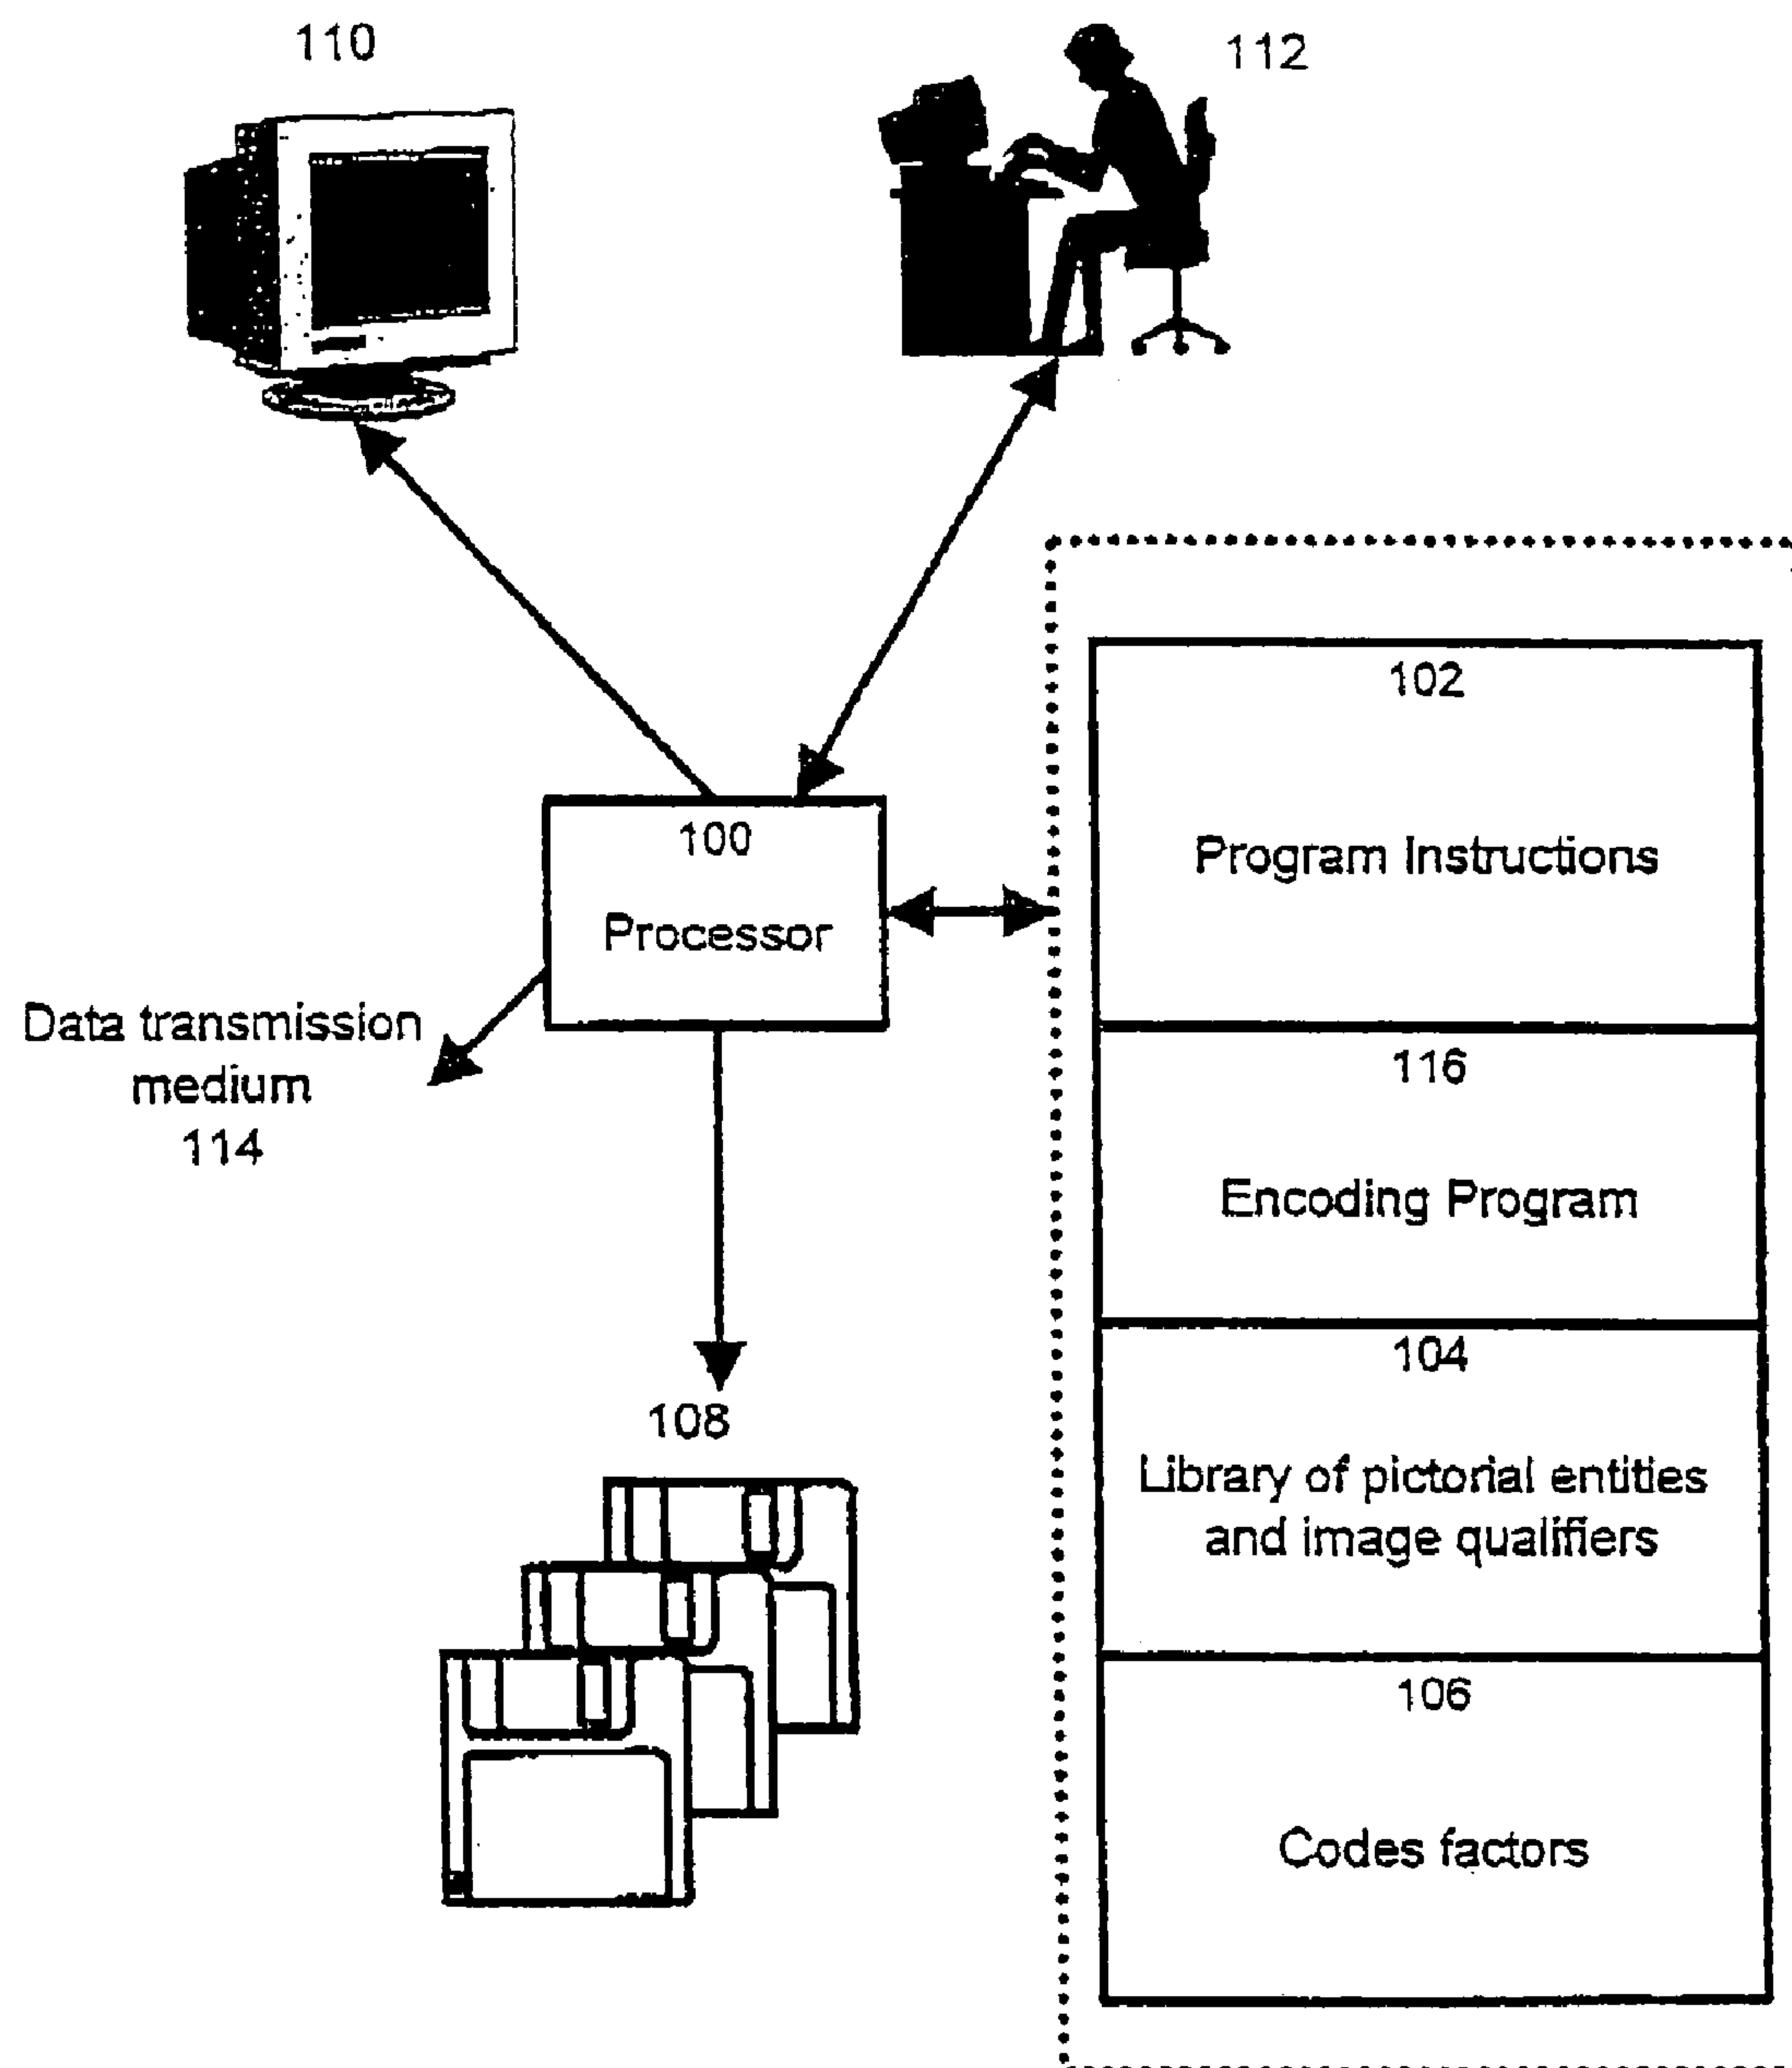 110
112
102
Program Instructions
100
Processor
Data transmission
medium
114
116
Encoding Program
104
Library of pictorial entities
and image qualifiers
108
106
Codes factors